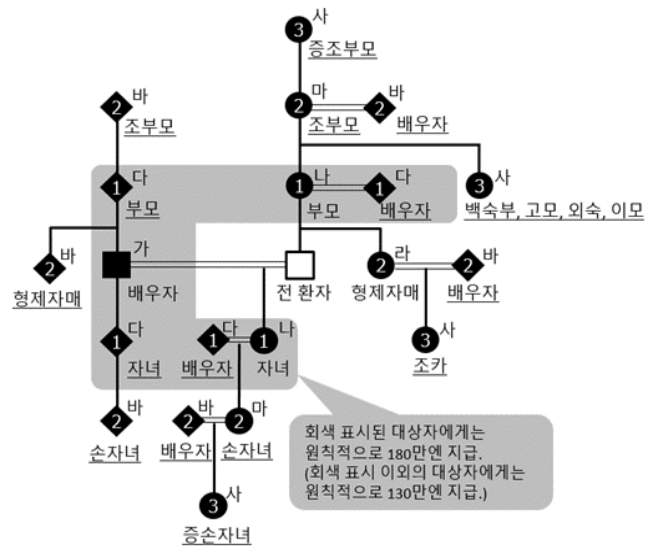 3 사
증조부모
2 바
조부모
2 마
조부모
2 바
배우자
1 다
부모
1 나
부모
1 다
배우자
3 사
백숙부, 고모, 외숙, 이모
2 바
형제자매
가
배우자
전 환자
2 라
형제자매
2 바
배우자
1 다
자녀
1 다
배우자
1 나
자녀
3 사
조카
2 바
손자녀
2 바
배우자
2 마
손자녀
3 사
증손자녀
회색 표시된 대상자에게는
원칙적으로 180만엔 지급.
(회색 표시 이외의 대상자에게는
원칙적으로 130만엔 지급.)